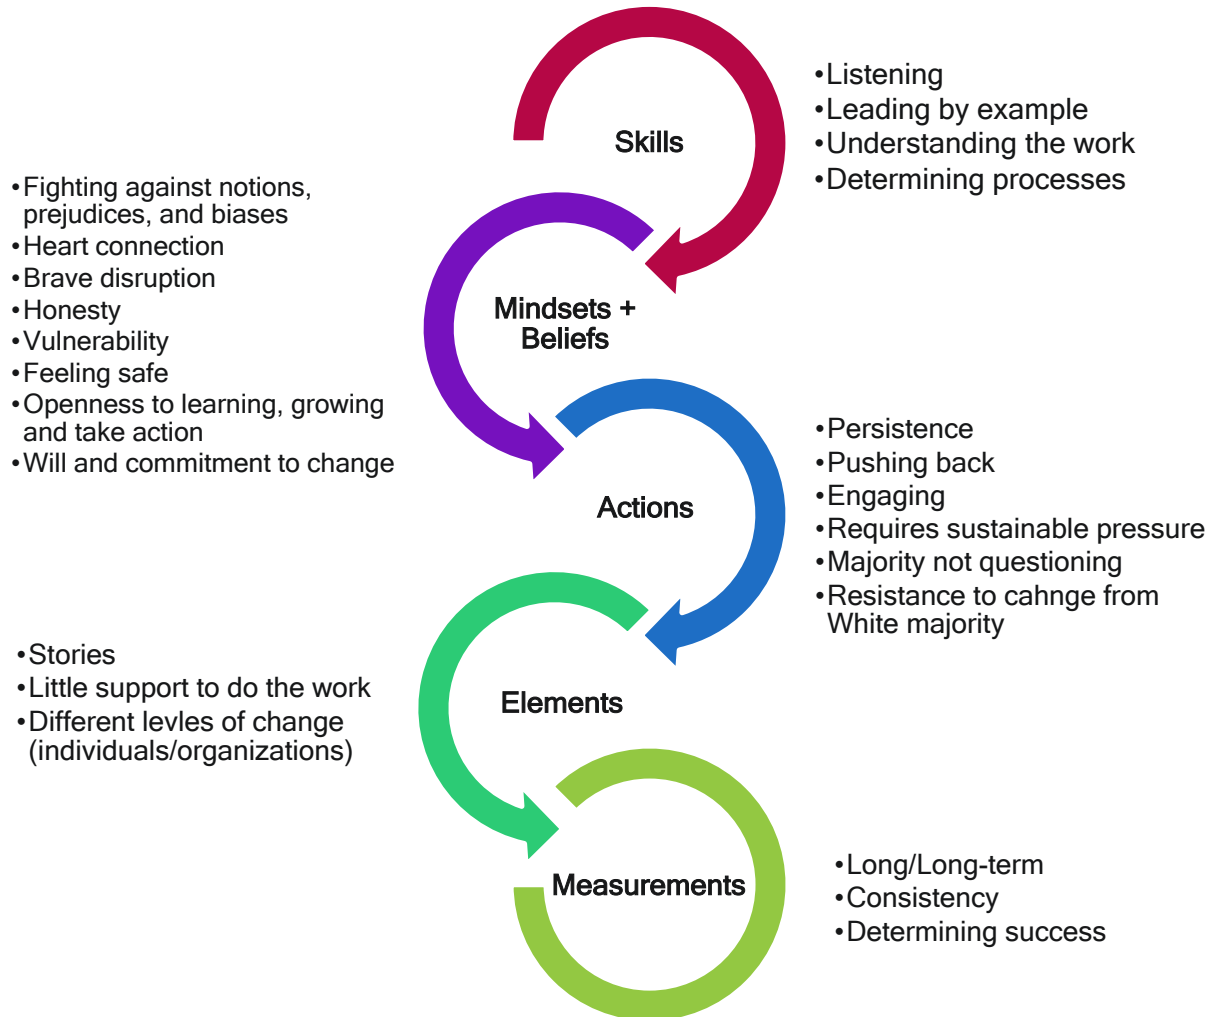 Skills
•Listening
•Leading by example
•Understanding the work
•Determining processes
Mindsets +
Beliefs
•Fighting against notions,
prejudices, and biases
•Heart connection
•Brave disruption
•Honesty
•Vulnerability
•Feeling safe
•Openness to learning, growing
and take action
•Will and commitment to change
Actions
•Persistence
•Pushing back
•Engaging
•Requires sustainable pressure
•Majority not questioning
•Resistance to cahnge from
White majority
Elements
•Stories
•Little support to do the work
•Different levles of change
(individuals/organizations)
Measurements
•Long/Long-term
•Consistency
•Determining success